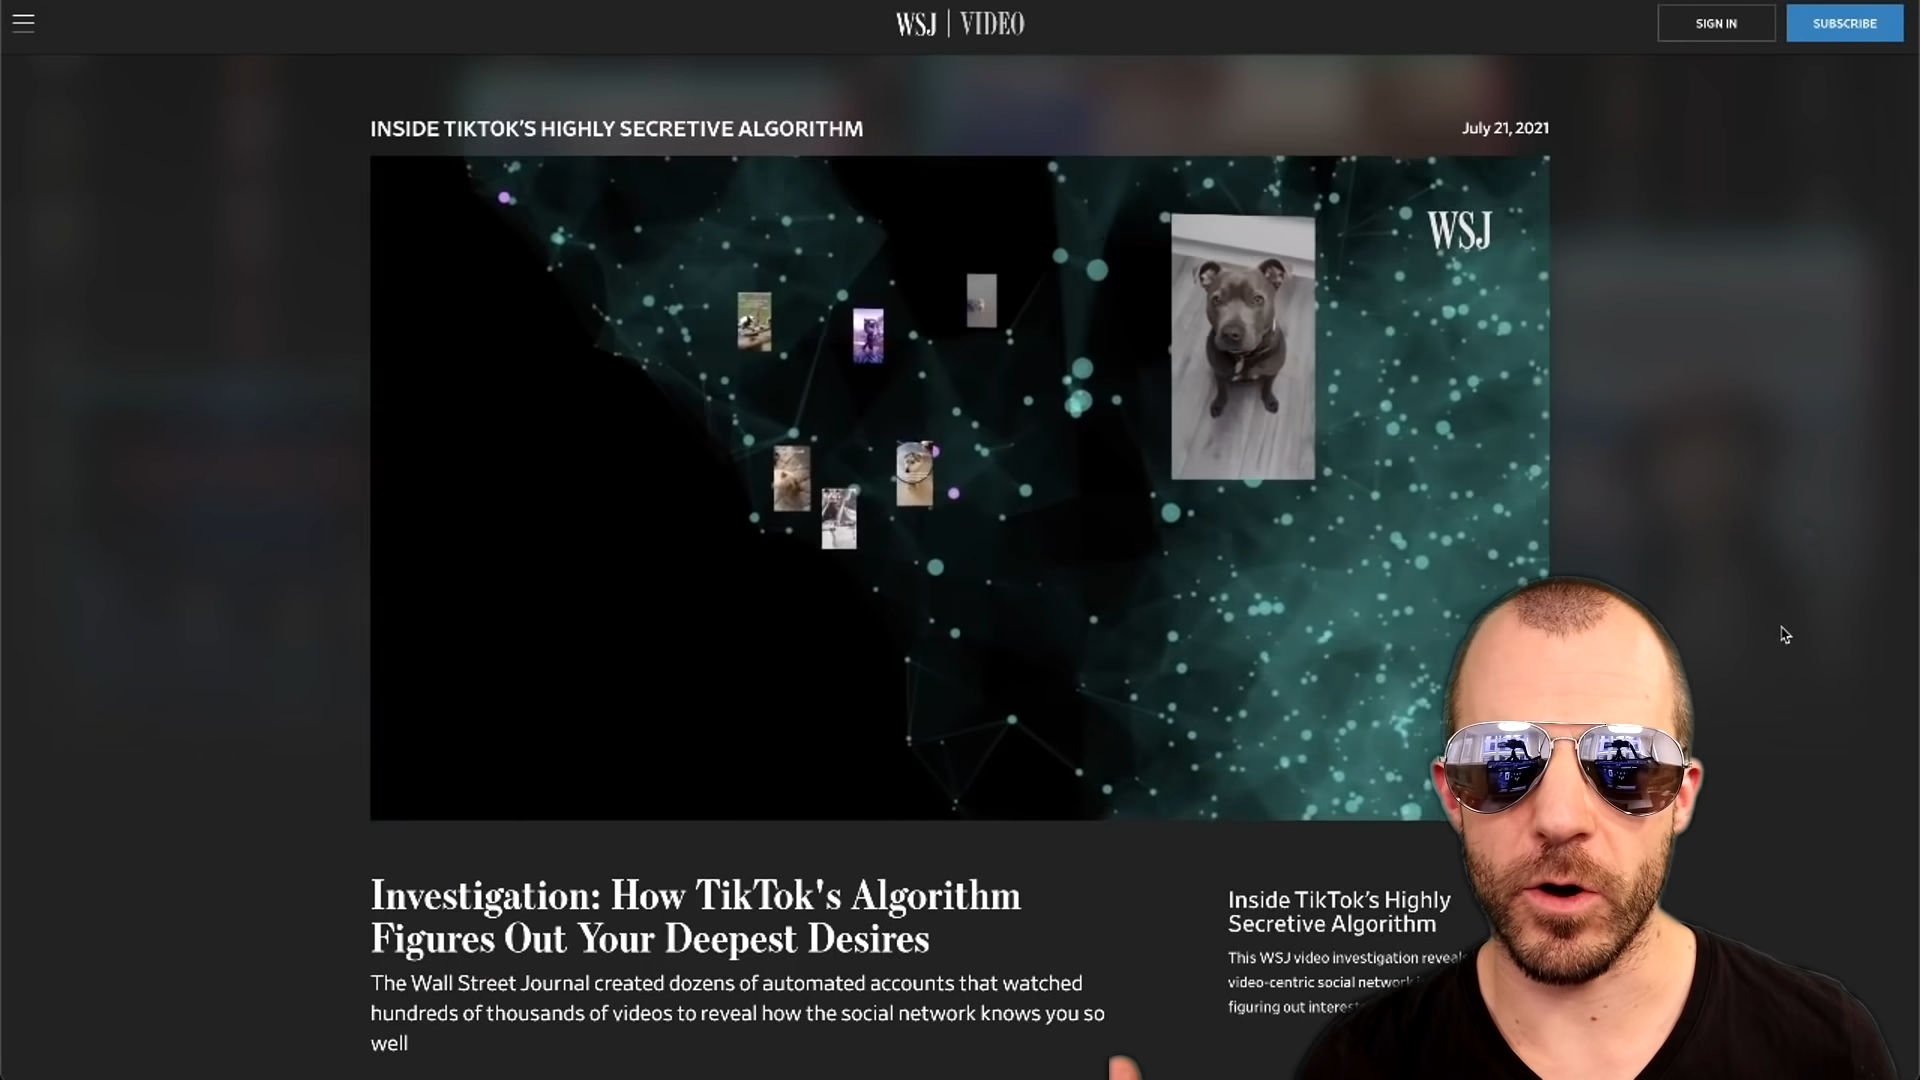 WSJ | VIDEO
SIGN IN
SUBSCRIBE
INSIDE TIKTOK'S HIGHLY SECRETIVE ALGORITHM
July 21, 2021
WSJ
Investigation: How TikTok's Algorithm
Figures Out Your Deepest Desires
The Wall Street Journal created dozens of automated accounts that watched
hundreds of thousands of videos to reveal how the social network knows you so
well
Inside TikTok's Highly
Secretive Algorithm
This WSJ video investigation reveals
video-centric social network
figuring out